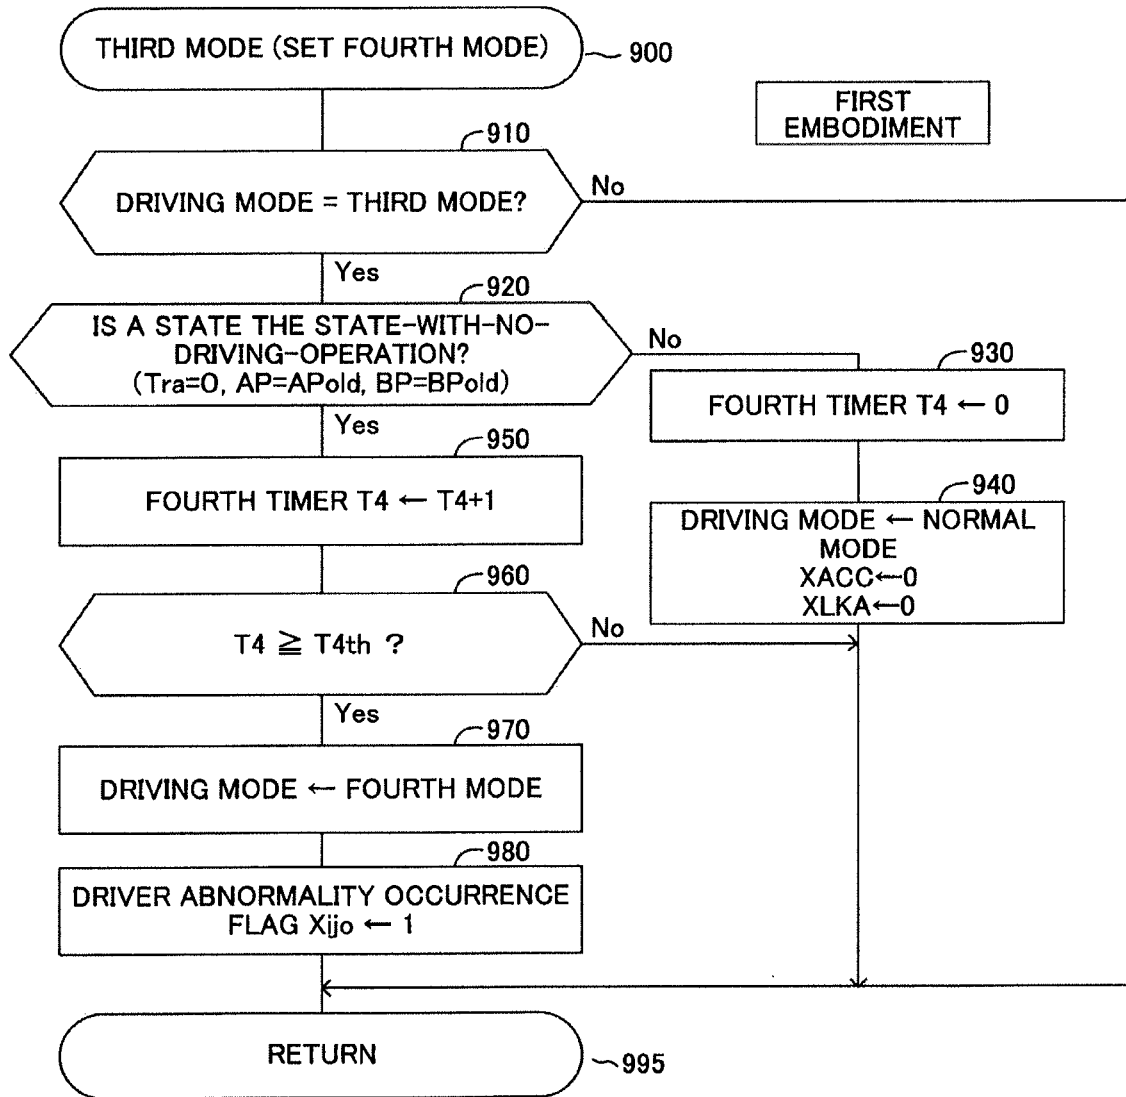 THIRD MODE (SET FOURTH MODE)
900
FIRST
EMBODIMENT
910
DRIVING MODE = THIRD MODE?
No
Yes
920
IS A STATE THE STATE-WITH-NO-
DRIVING-OPERATION?
(Tra=0, AP=APold, BP=BPold)
No
Yes
930
FOURTH TIMER T4 ← 0
940
DRIVING MODE ← NORMAL
MODE
XACC←0
XLKA←0
950
FOURTH TIMER T4 ← T4+1
960
T4 ≧ T4th ?
No
Yes
970
DRIVING MODE ← FOURTH MODE
980
DRIVER ABNORMALITY OCCURRENCE
FLAG Xijo ← 1
RETURN
995